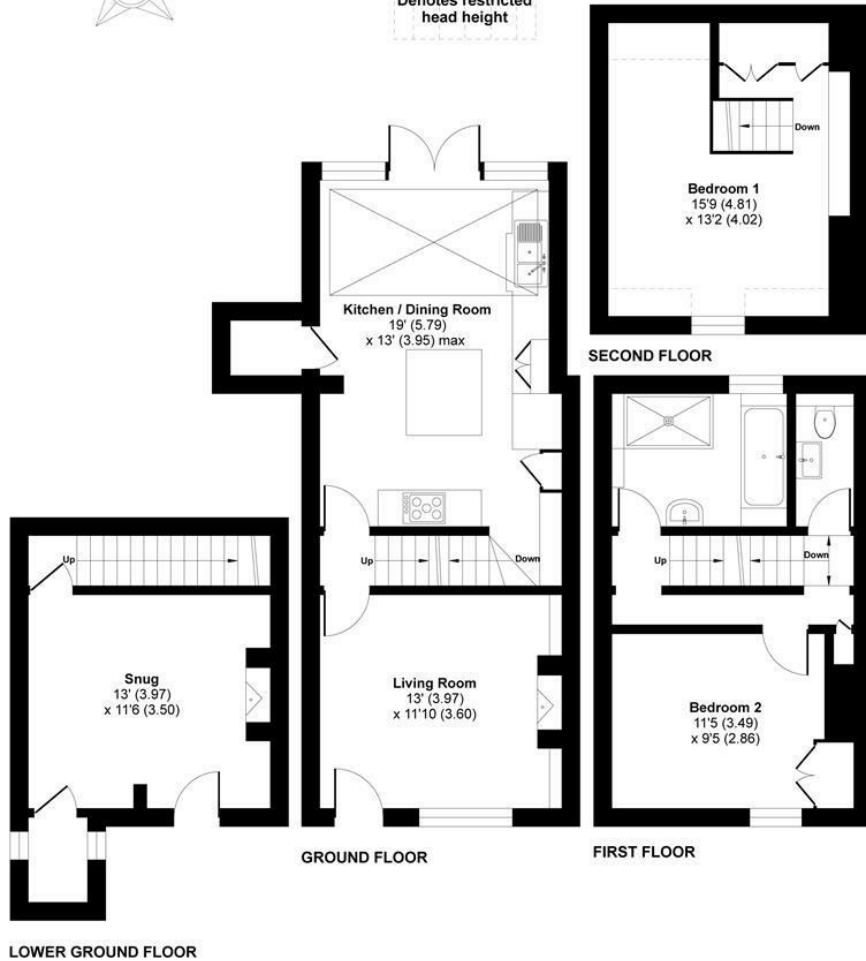 Denotes restricted
head height
Down
Bedroom 1
15'9 (4.81)
x 13'2 (4.02)
SECOND FLOOR
Kitchen / Dining Room
19' (5.79)
x 13' (3.95) max
Up
Down
Living Room
13' (3.97)
x 11'10 (3.60)
GROUND FLOOR
Up
Down
Bedroom 2
11'5 (3.49)
x 9'5 (2.86)
FIRST FLOOR
Up
Snug
13' (3.97)
x 11'6 (3.50)
LOWER GROUND FLOOR